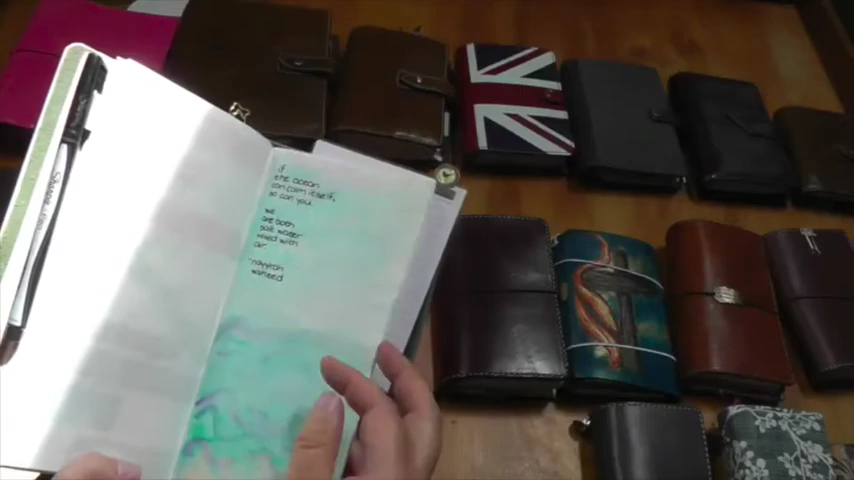 if
the ocean
can calm itself,
so can you.
we
are both
salt water
mixed with
air
-nayyirah
waheed
Sharpie